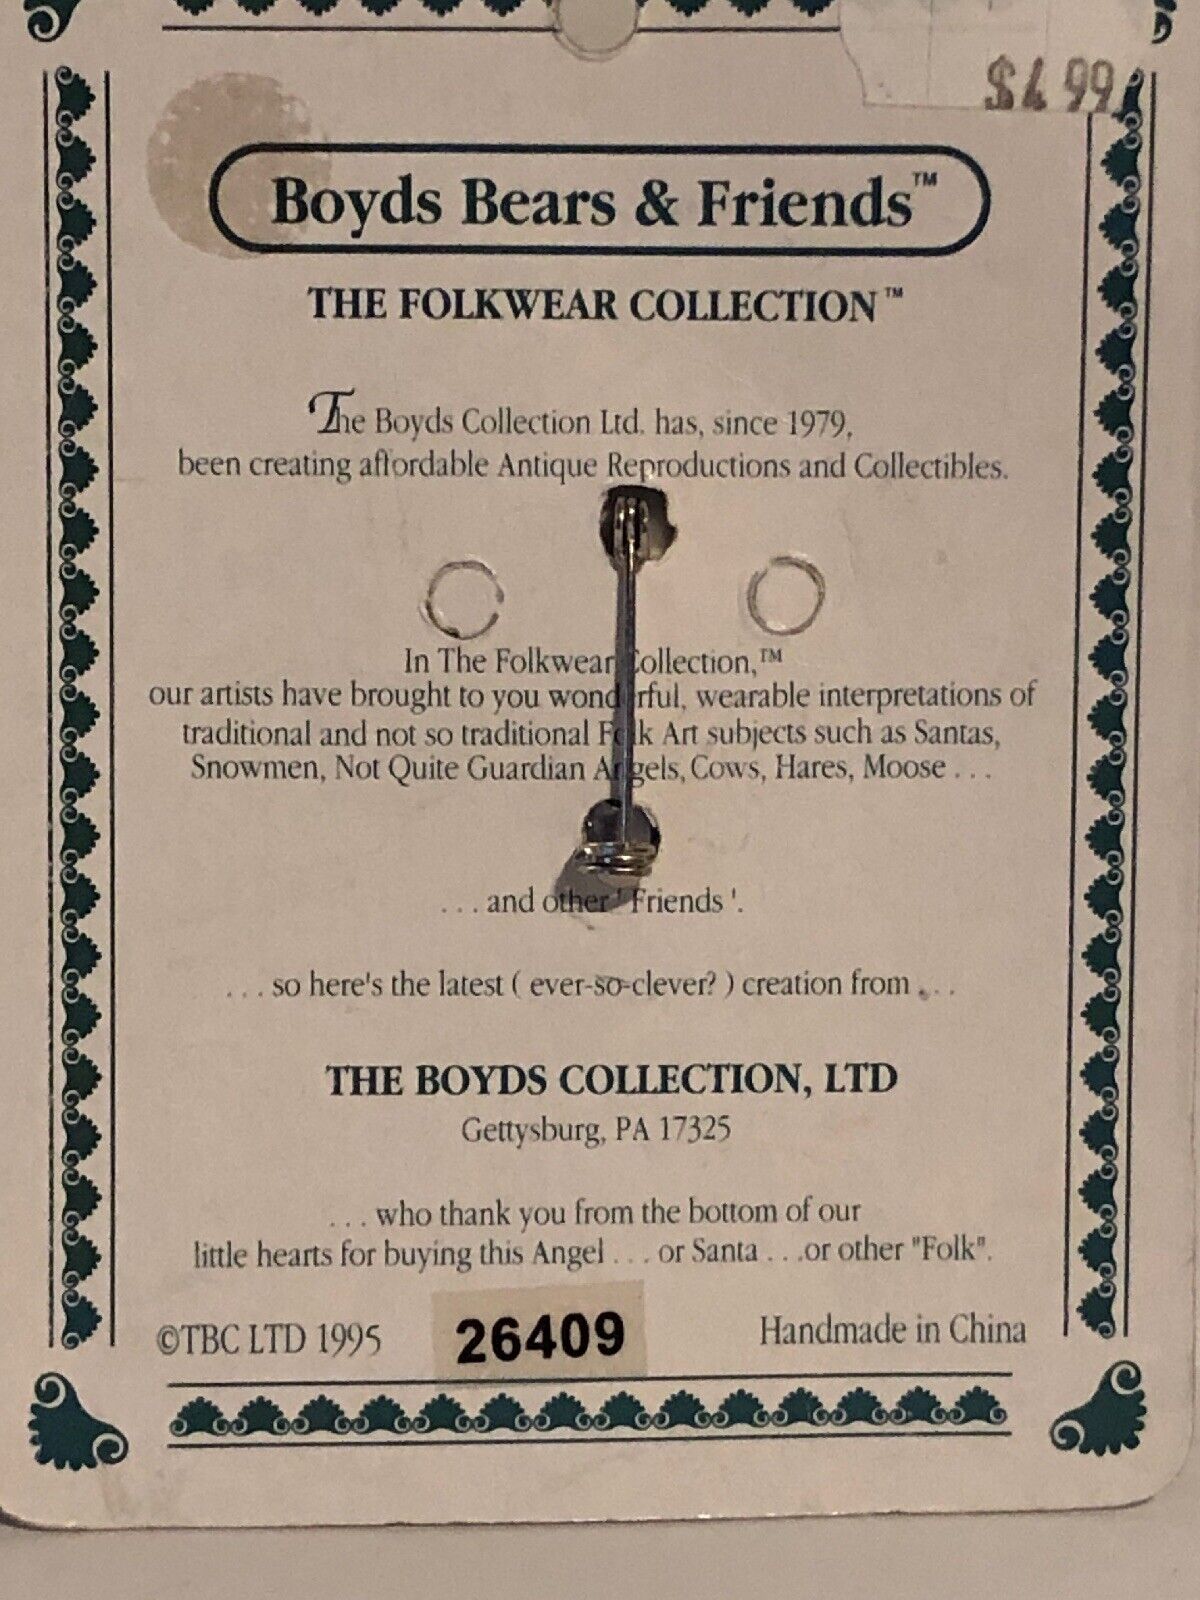 $4 99
Boyds Bears & Friends™
THE FOLKWEAR COLLECTION™
The Boyds Collection Ltd. has, since 1979,
been creating affordable Antique Reproductions and Collectibles.
In The Folkwear Collection,™
our artists have brought to you wonderful, wearable interpretations of
traditional and not so traditional Folk Art subjects such as Santas,
Snowmen, Not Quite Guardian Angels, Cows, Hares, Moose . . .
. . . and other ' Friends '.
. . . so here's the latest ( ever-so-clever? ) creation from . . .
THE BOYDS COLLECTION, LTD
Gettysburg, PA 17325
. . . who thank you from the bottom of our
little hearts for buying this Angel . . . or Santa . . .or other "Folk".
©TBC LTD 1995 26409 Handmade in China